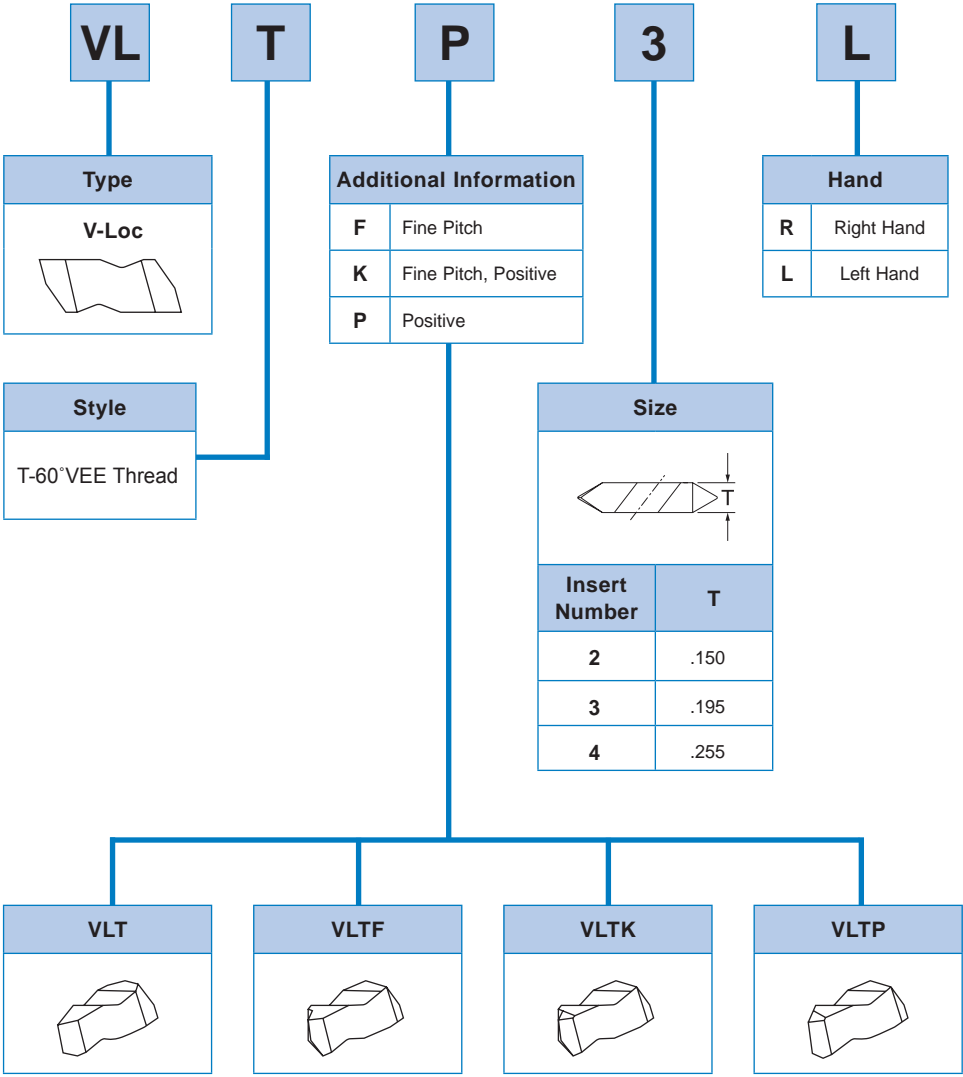 VL T P 3 L
Type
V-Loc
Style
T-60˚VEE Thread
Additional Information
F Fine Pitch
K Fine Pitch, Positive
P Positive
Size
T
Insert Number T
2 .150
3 .195
4 .255
Hand
R Right Hand
L Left Hand
VLT VLTF VLTK VLTP